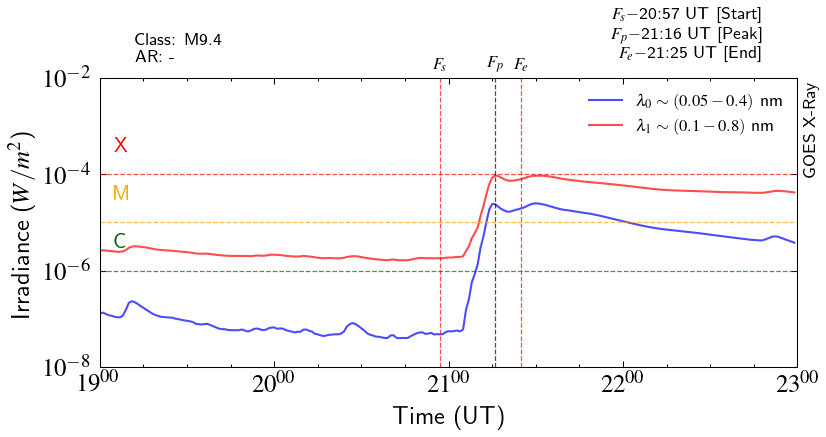 Fₛ−20:57 UT [Start]
Class: M9.4
Fₚ−21:16 UT [Peak]
AR: -
Fₑ−21:25 UT [End]
Fₛ
Fₚ
Fₑ
10⁻²
λ₀ ∼ (0.05 − 0.4) nm
λ₁ ∼ (0.1 − 0.8) nm
GOES X-Ray
X
10⁻⁴
M
C
10⁻⁶
10⁻⁸
Irradiance (W/m²)
19⁰⁰
20⁰⁰
21⁰⁰
22⁰⁰
23⁰⁰
Time (UT)